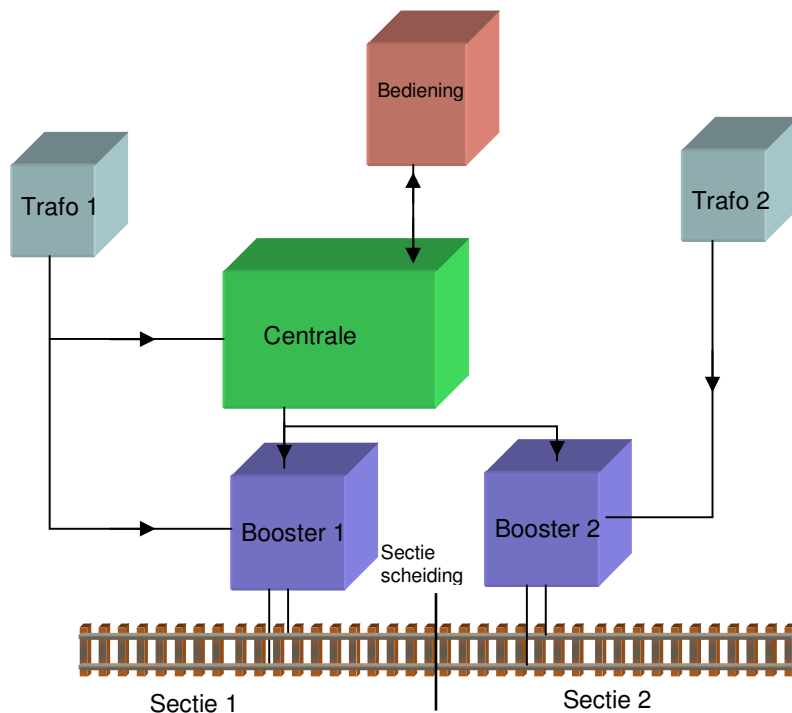 Bediening
Trafo 1
Trafo 2
Centrale
Booster 1
Booster 2
Sectie
scheiding
Sectie 1
Sectie 2